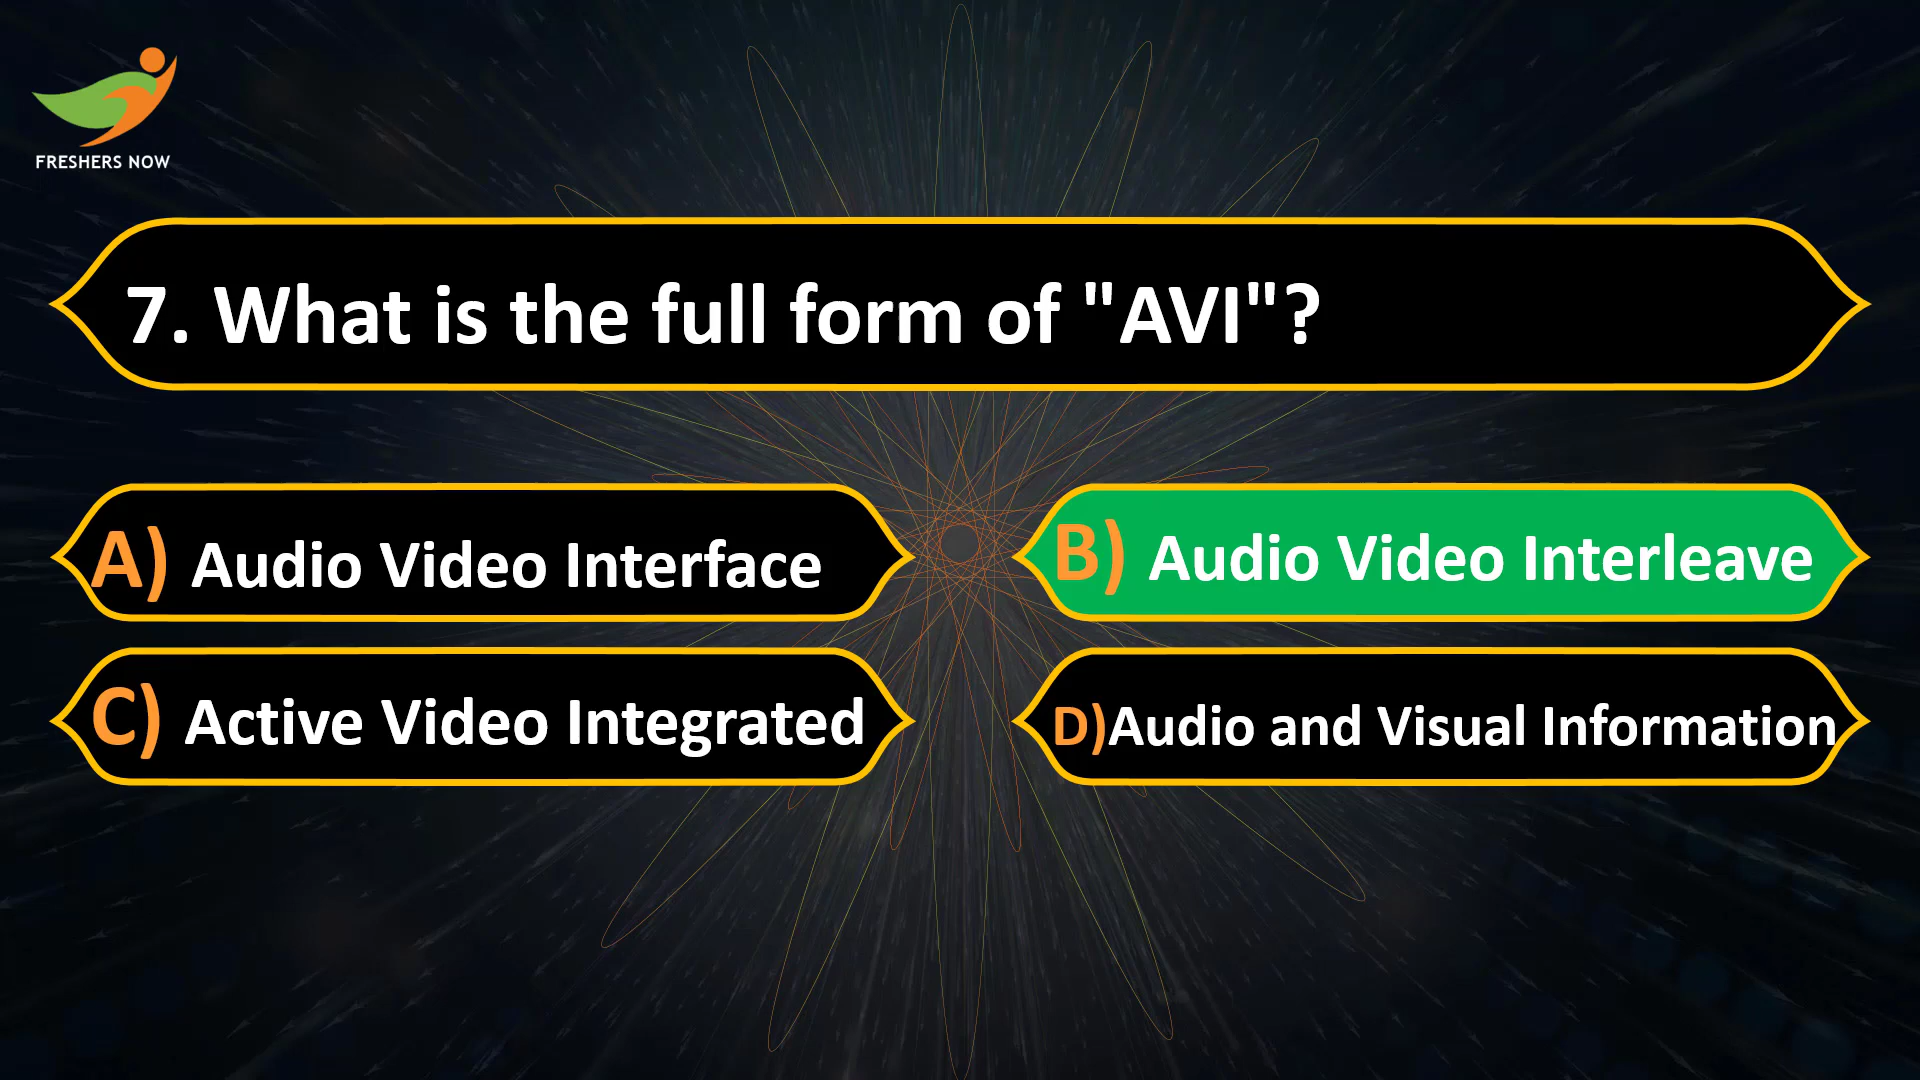 FRESHERS NOW
7. What is the full form of "AVI"?
A) Audio Video Interface
B) Audio Video Interleave
C) Active Video Integrated
D)Audio and Visual Information